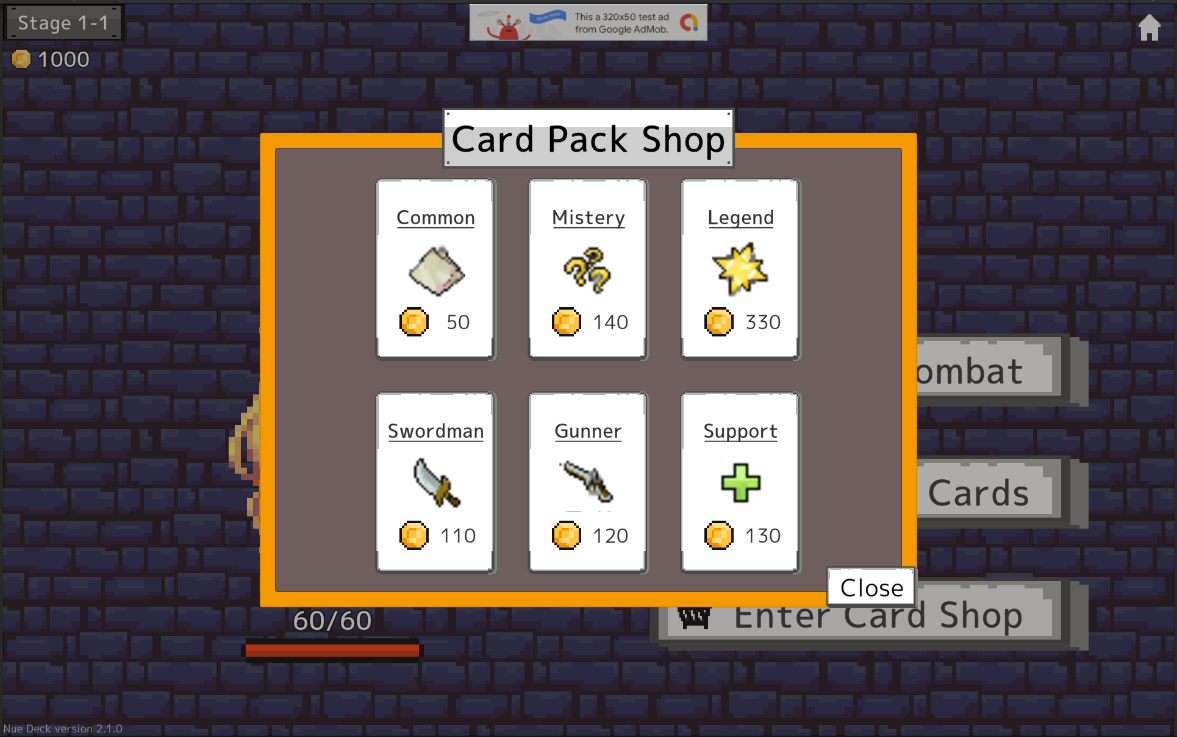 Stage 1-1
1000
This a 320x50 test ad
from Google AdMob.
Card Pack Shop
Common
50
Mistery
140
Legend
330
Swordman
110
Gunner
120
Support
130
ombat
Cards
Close
Enter Card Shop
60/60
Nue Deck version 2.1.0